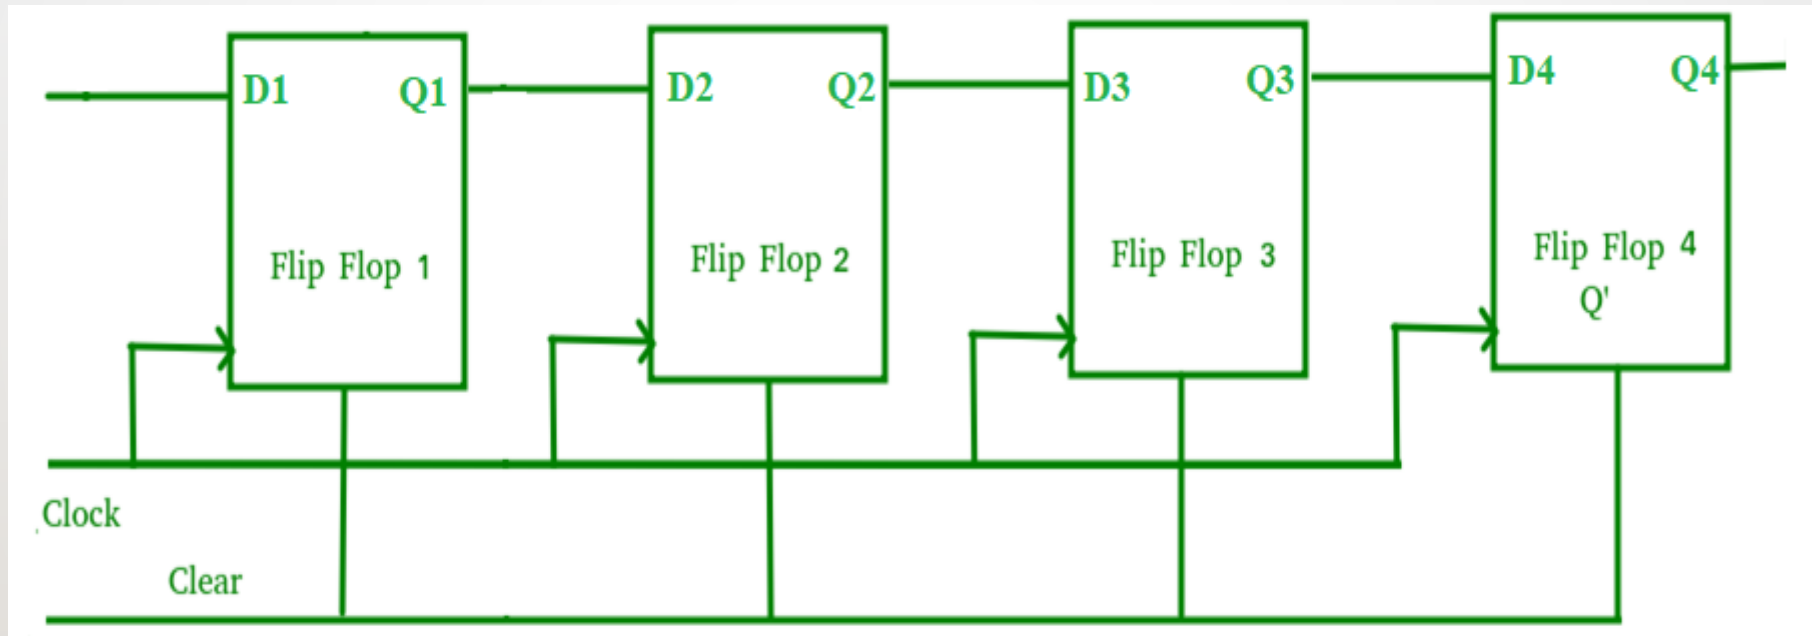 D1 Q1 D2 Q2 D3 Q3 D4 Q4
Flip Flop 1
Flip Flop 2
Flip Flop 3
Flip Flop 4
Q'
Clock
Clear